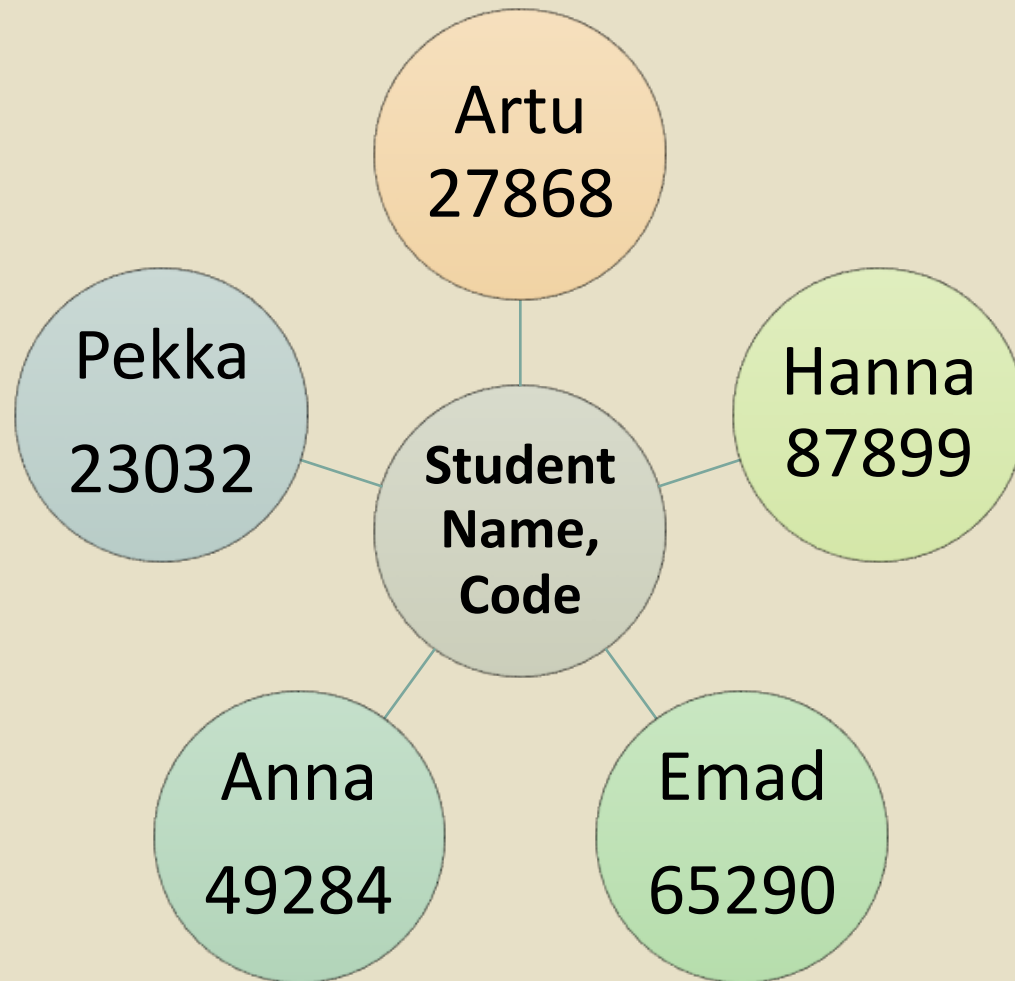 Artu
27868
Pekka
23032
Hanna
87899
Student
Name,
Code
Anna
49284
Emad
65290